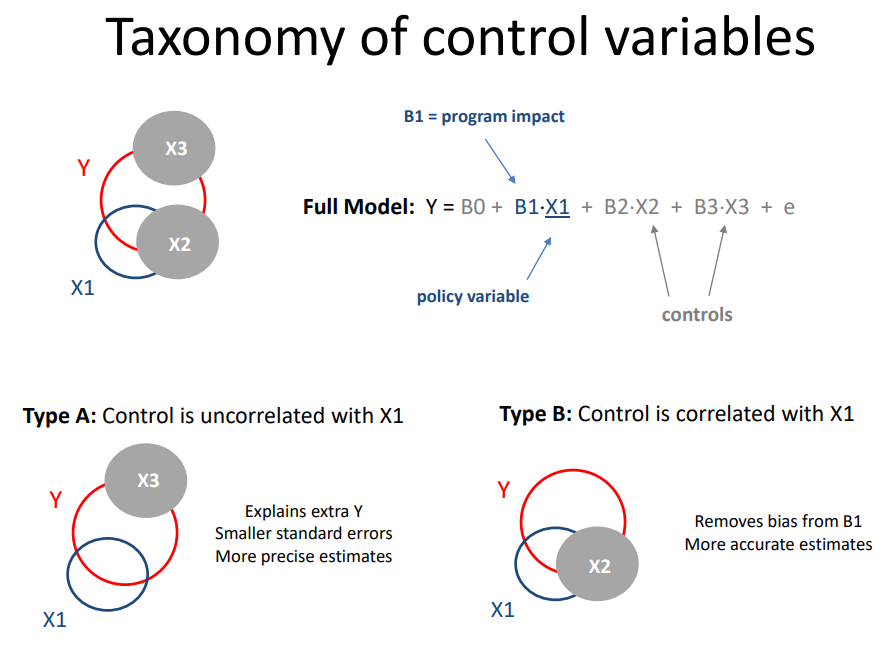 Taxonomy of control variables
B1 = program impact
X3
Y
Full Model: Y = B0 + B1·X1 + B2·X2 + B3·X3 + e
X2
X1
policy variable
controls
Type A: Control is uncorrelated with X1
X3
Y
Explains extra Y
Smaller standard errors
More precise estimates
X1
Type B: Control is correlated with X1
Y
Removes bias from B1
More accurate estimates
X2
X1